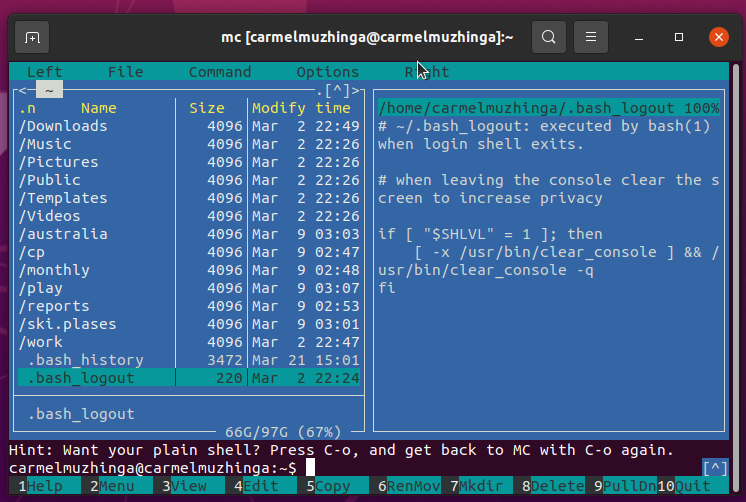 mc [carmelmuzhinga@carmelmuzhinga]:~
Left File Command Options Right
<─ ~ ─.[^]>
.n Name Size Modify time
/Downloads 4096 Mar 2 22:49
/Music 4096 Mar 2 22:26
/Pictures 4096 Mar 2 22:26
/Public 4096 Mar 2 22:26
/Templates 4096 Mar 2 22:26
/Videos 4096 Mar 2 22:26
/australia 4096 Mar 9 03:03
/cp 4096 Mar 9 02:47
/monthly 4096 Mar 9 02:48
/play 4096 Mar 9 03:07
/reports 4096 Mar 9 02:53
/ski.plases 4096 Mar 9 03:01
/work 4096 Mar 2 22:47
.bash_history 3472 Mar 21 15:01
.bash_logout 220 Mar 2 22:24
.bash_logout
66G/97G (67%)
/home/carmelmuzhinga/.bash_logout 100%
# ~/.bash_logout: executed by bash(1)
when login shell exits.
# when leaving the console clear the s
creen to increase privacy
if [ "$SHLVL" = 1 ]; then
[ -x /usr/bin/clear_console ] && /
usr/bin/clear_console -q
fi
Hint: Want your plain shell? Press C-o, and get back to MC with C-o again.
carmelmuzhinga@carmelmuzhinga:~$ [^]
1Help 2Menu 3View 4Edit 5Copy 6RenMov 7Mkdir 8Delete 9PullDn 10Quit